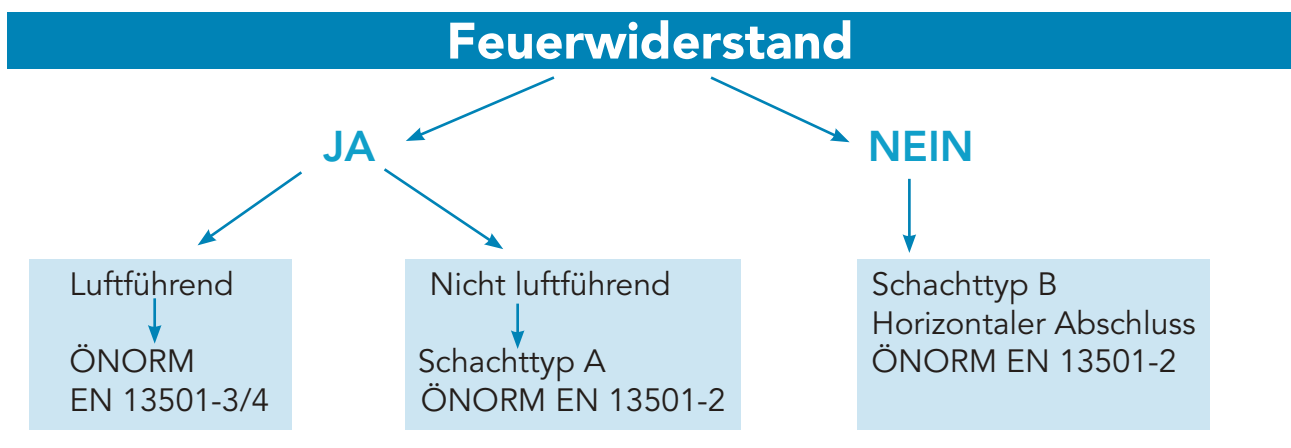 Feuerwiderstand
JA
NEIN
Luftführend
ÖNORM
EN 13501-3/4
Nicht luftführend
Schachttyp A
ÖNORM EN 13501-2
Schachttyp B
Horizontaler Abschluss
ÖNORM EN 13501-2